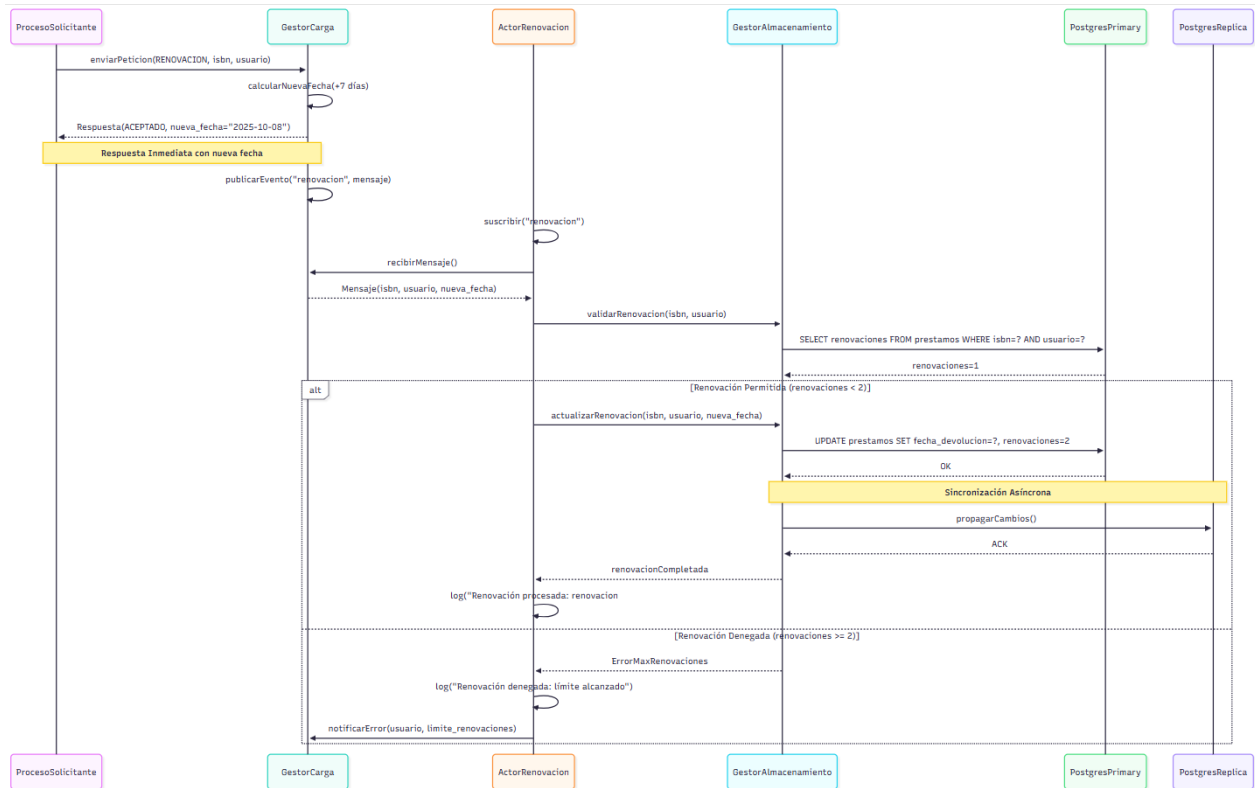 ProcesoSolicitante GestorCarga ActorRenovacion GestorAlmacenamiento PostgresPrimary PostgresReplica
enviarPeticion(RENOVACION, isbn, usuario)
calcularNuevaFecha(+7 días)
Respuesta(ACEPTADO, nueva_fecha="2025-10-08")
Respuesta Inmediata con nueva fecha
publicarEvento("renovacion", mensaje)
suscribir("renovacion")
recibirMensaje()
Mensaje(isbn, usuario, nueva_fecha)
validarRenovacion(isbn, usuario)
SELECT renovaciones FROM prestamos WHERE isbn=? AND usuario=?
renovaciones=1
alt [Renovación Permitida (renovaciones < 2)]
actualizarRenovacion(isbn, usuario, nueva_fecha)
UPDATE prestamos SET fecha_devolucion=?, renovaciones=2
OK
Sincronización Asíncrona
propagarCambios()
ACK
renovacionCompletada
log("Renovación procesada: renovacion
[Renovación Denegada (renovaciones >= 2)]
ErrorMaxRenovaciones
log("Renovación denegada: límite alcanzado")
notificarError(usuario, limite_renovaciones)
ProcesoSolicitante GestorCarga ActorRenovacion GestorAlmacenamiento PostgresPrimary PostgresReplica